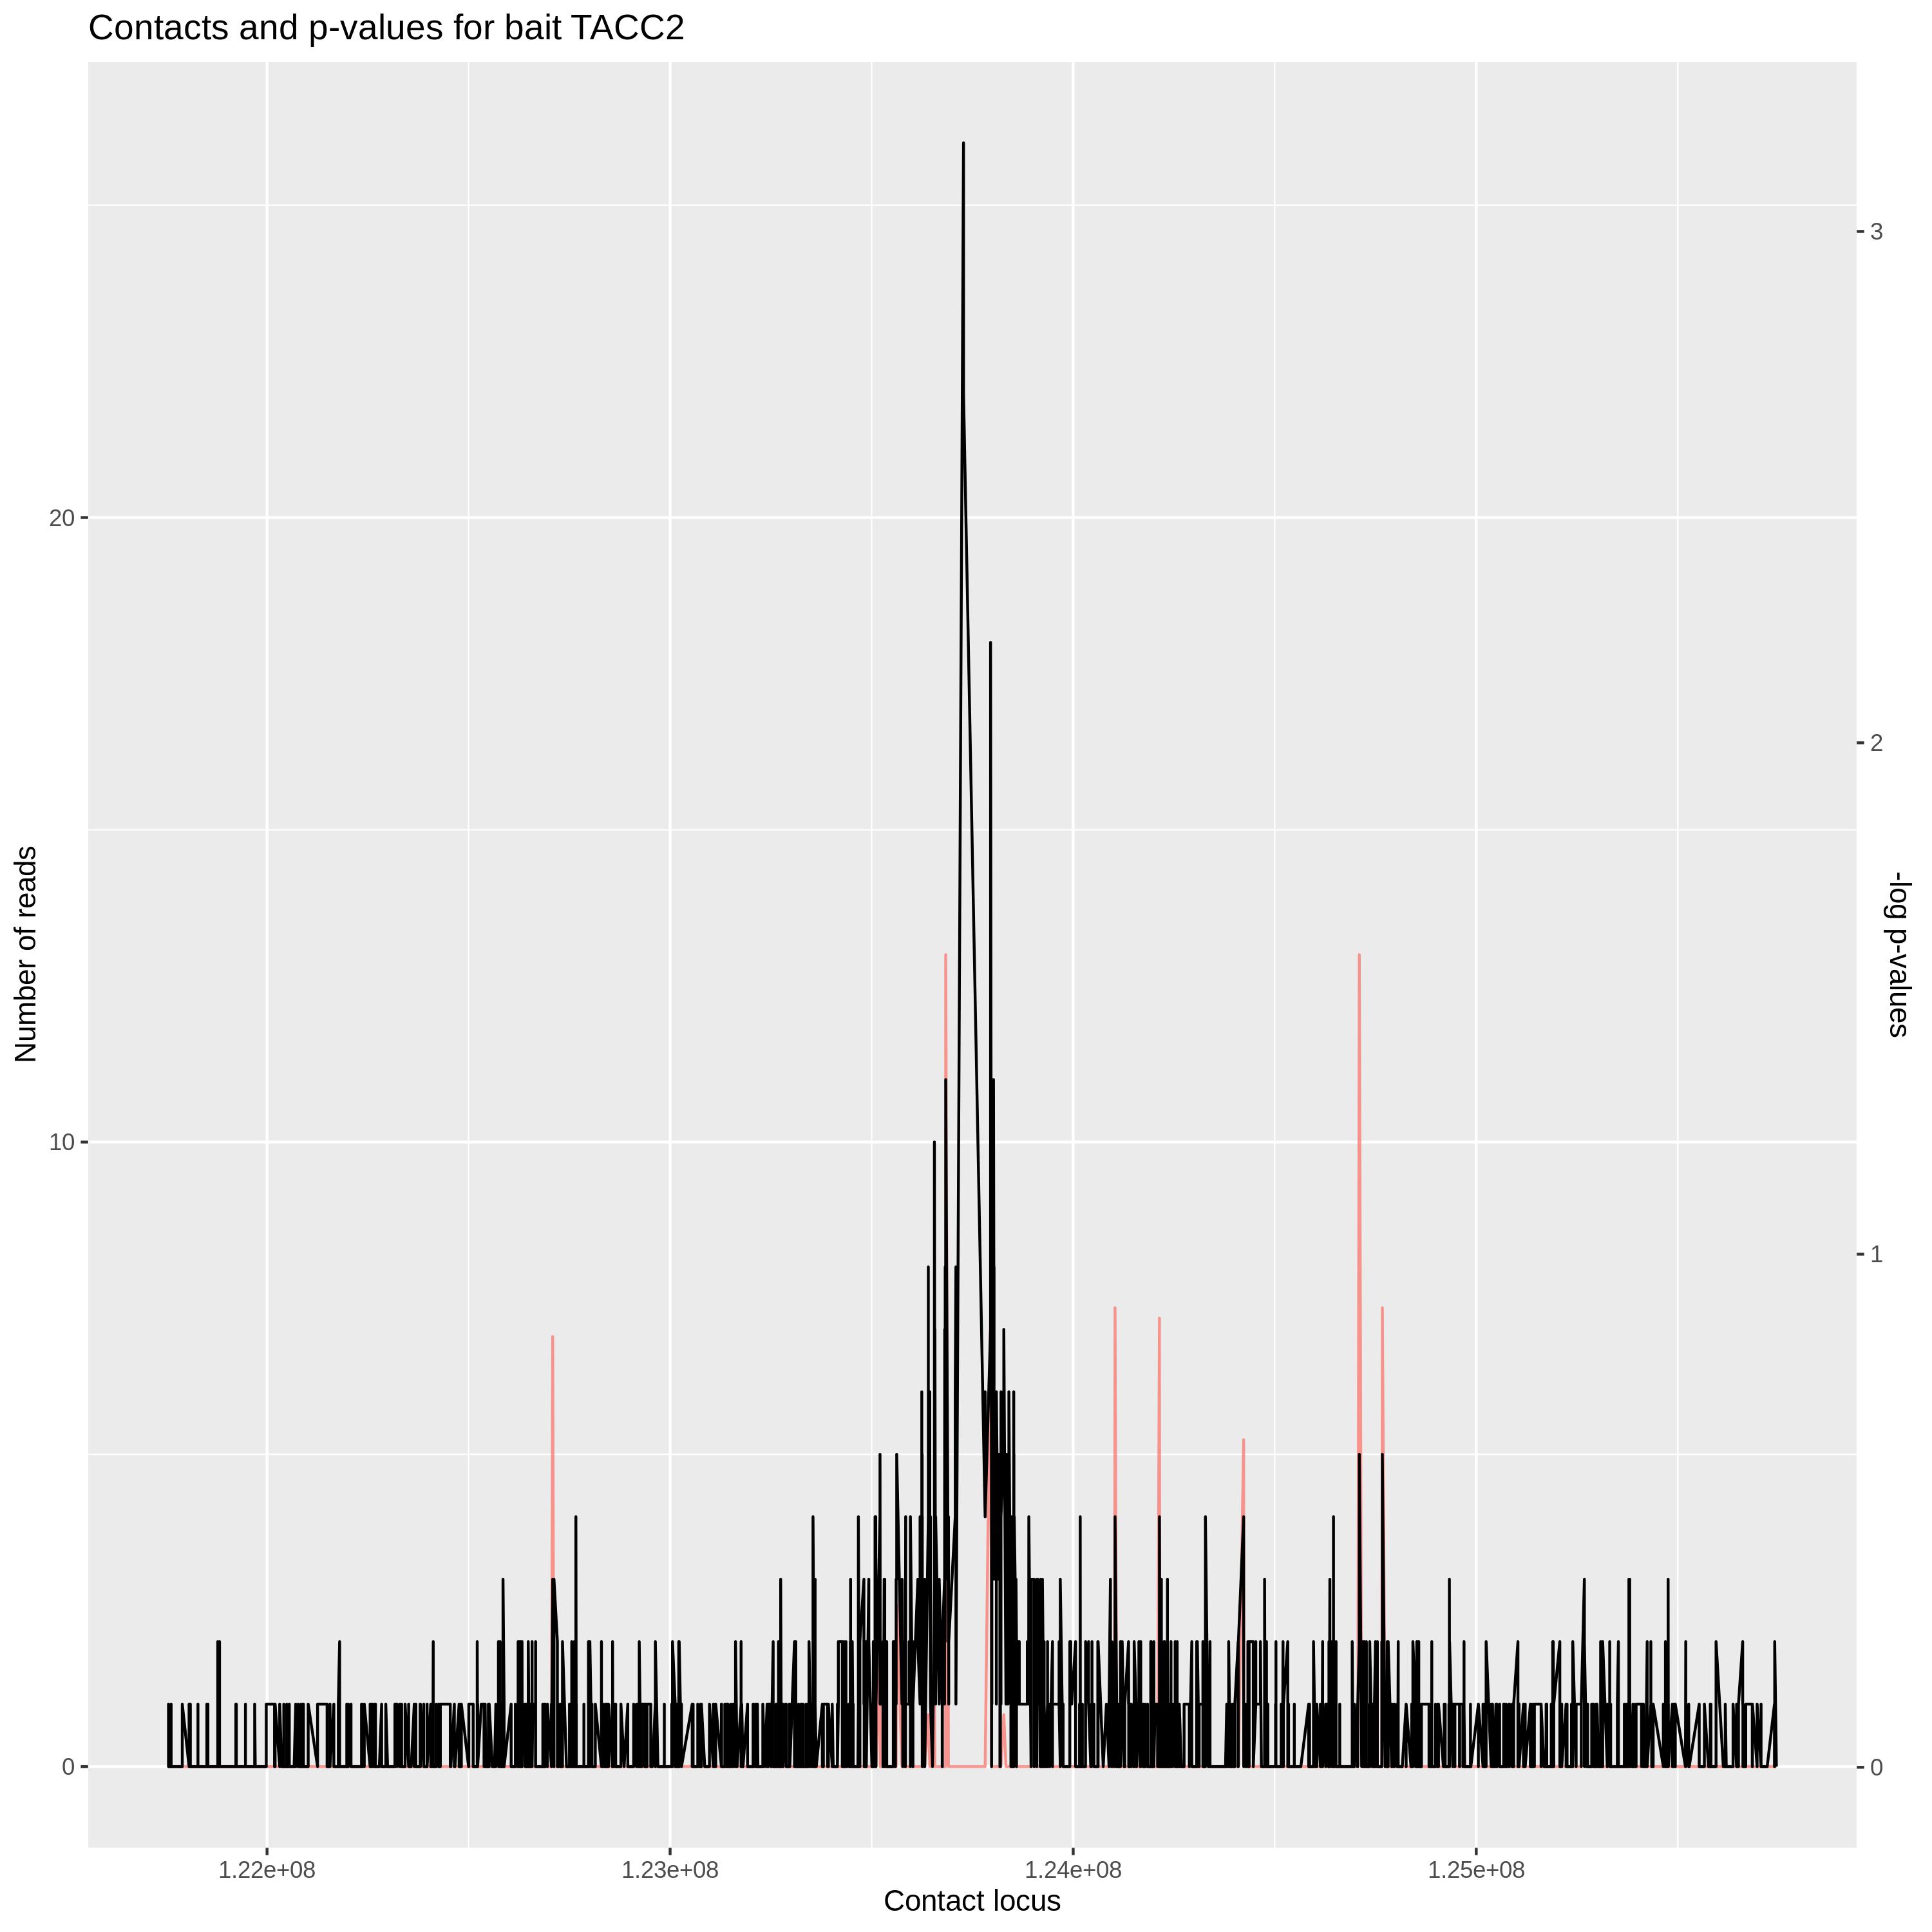 Contacts and p-values for bait TACC2
Number of reads
20
10
0
3
2
1
0
-log p-values
1.22e+08
1.23e+08
1.24e+08
1.25e+08
Contact locus